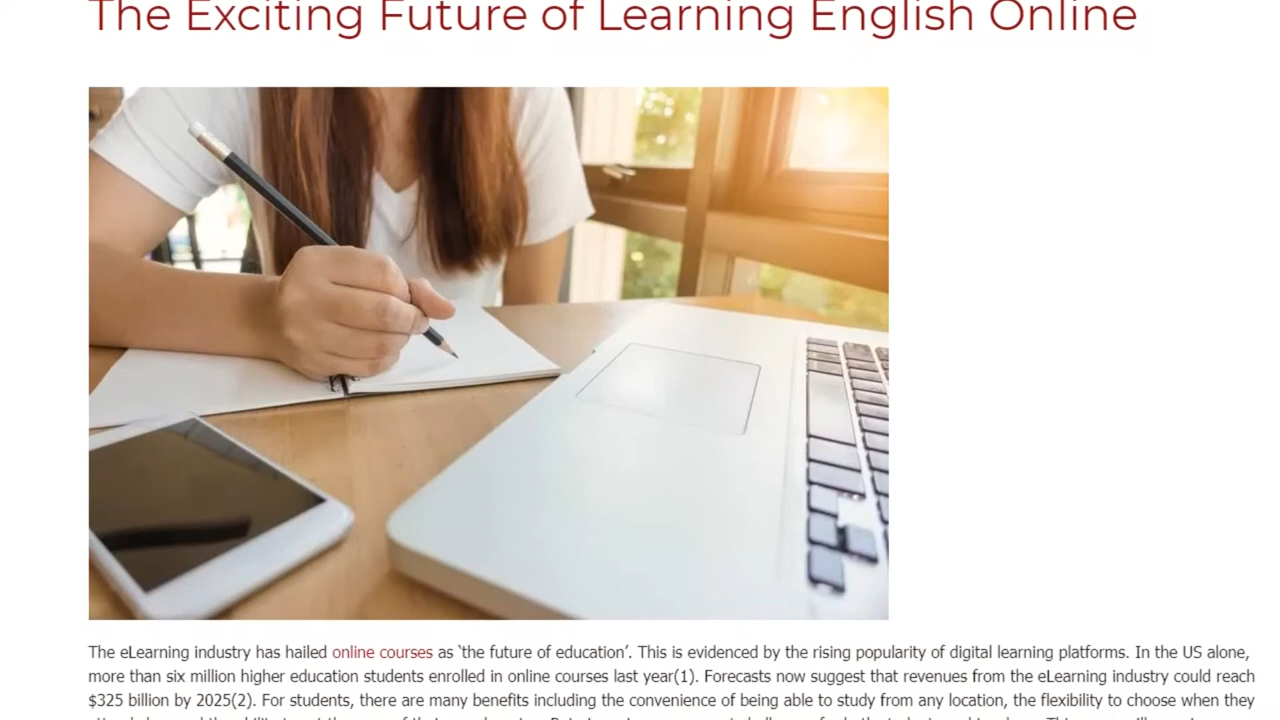 The Exciting Future of Learning English Online
The eLearning industry has hailed online courses as ‘the future of education’. This is evidenced by the rising popularity of digital learning platforms. In the US alone,
more than six million higher education students enrolled in online courses last year(1). Forecasts now suggest that revenues from the eLearning industry could reach
$325 billion by 2025(2). For students, there are many benefits including the convenience of being able to study from any location, the flexibility to choose when they